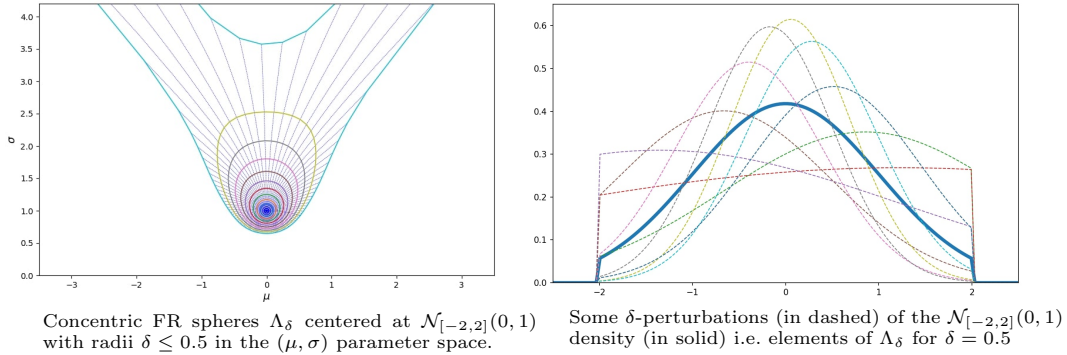 4.0
3.5
3.0
2.5
2.0
1.5
1.0
0.5
0.0
σ
−3 −2 −1 0 1 2 3
μ
0.6
0.5
0.4
0.3
0.2
0.1
0.0
−2 −1 0 1 2
Concentric FR spheres Λδ centered at 𝒩[−2,2](0, 1)
with radii δ ≤ 0.5 in the (μ, σ) parameter space.
Some δ-perturbations (in dashed) of the 𝒩[−2,2](0, 1)
density (in solid) i.e. elements of Λδ for δ = 0.5